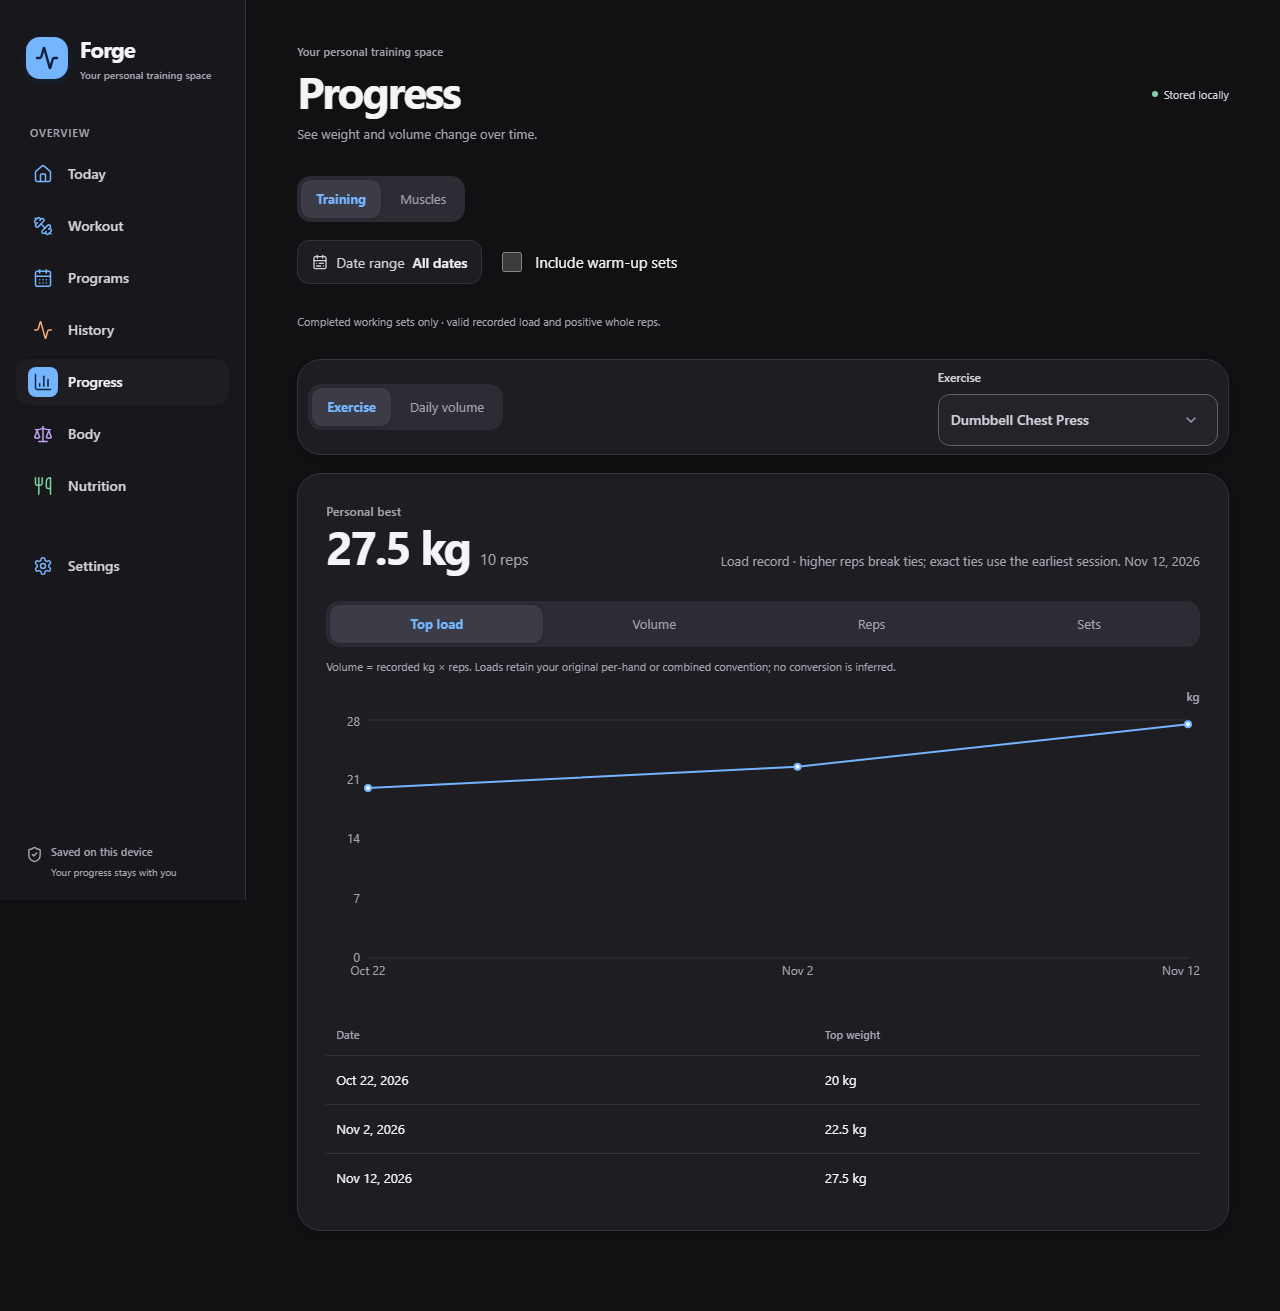 Forge
Your personal training space
OVERVIEW
Today
Workout
Programs
History
Progress
Body
Nutrition
Settings
Saved on this device
Your progress stays with you
Your personal training space
Progress
See weight and volume change over time.
Stored locally
Training Muscles
Date range All dates Include warm-up sets
Completed working sets only · valid recorded load and positive whole reps.
Exercise Daily volume
Exercise
Dumbbell Chest Press
Personal best
27.5 kg 10 reps
Load record · higher reps break ties; exact ties use the earliest session. Nov 12, 2026
Top load Volume Reps Sets
Volume = recorded kg × reps. Loads retain your original per-hand or combined convention; no conversion is inferred.
kg
28
21
14
7
0
Oct 22 Nov 2 Nov 12
Date Top weight
Oct 22, 2026 20 kg
Nov 2, 2026 22.5 kg
Nov 12, 2026 27.5 kg